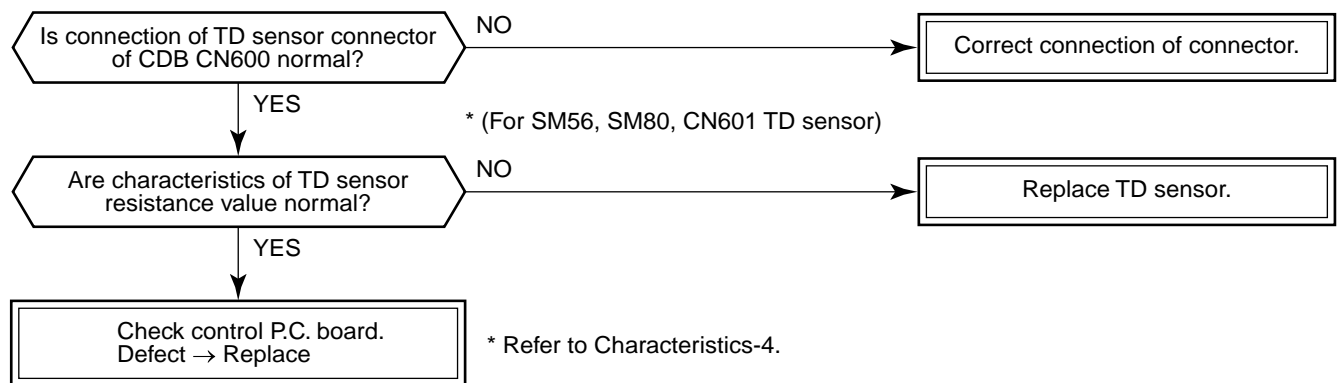 Is connection of TD sensor connector
of CDB CN600 normal?
NO
Correct connection of connector.
YES
* (For SM56, SM80, CN601 TD sensor)
Are characteristics of TD sensor
resistance value normal?
NO
Replace TD sensor.
YES
Check control P.C. board.
Defect → Replace
* Refer to Characteristics-4.